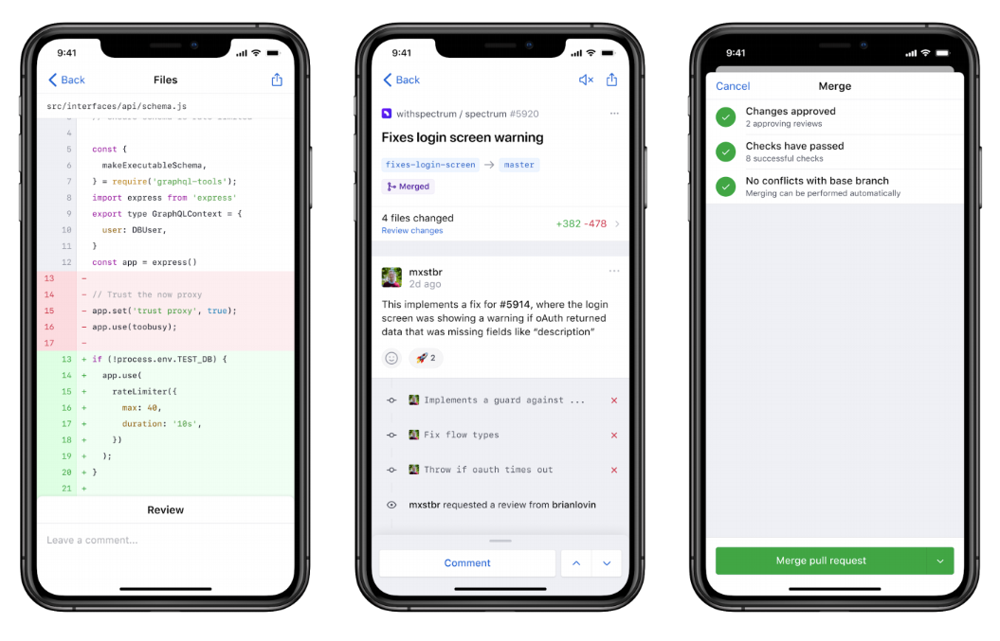 9:41
Back
Files
src/interfaces/api/schema.js
4
5 const {
6 makeExecutableSchema,
7 } = require('graphql-tools');
8 import express from 'express'
9 export type GraphQLContext = {
10 user: DBUser,
11 }
12 const app = express()
13 -
14 - // Trust the now proxy
15 - app.set('trust proxy', true);
16 - app.use(toobusy);
17 -
13 + if (!process.env.TEST_DB) {
14 + app.use(
15 + rateLimiter({
16 + max: 40,
17 + duration: '10s',
18 + })
19 + );
20 + }
21 +
Review
Leave a comment...
9:41
Back
withspectrum / spectrum #5920
Fixes login screen warning
fixes-login-screen → master
Merged
4 files changed
Review changes
+382 -478
mxstbr
2d ago
This implements a fix for #5914, where the login
screen was showing a warning if oAuth returned
data that was missing fields like “description”
2
Implements a guard against ...
Fix flow types
Throw if oauth times out
mxstbr requested a review from brianlovin
Comment
9:41
Cancel
Merge
Changes approved
2 approving reviews
Checks have passed
8 successful checks
No conflicts with base branch
Merging can be performed automatically
Merge pull request